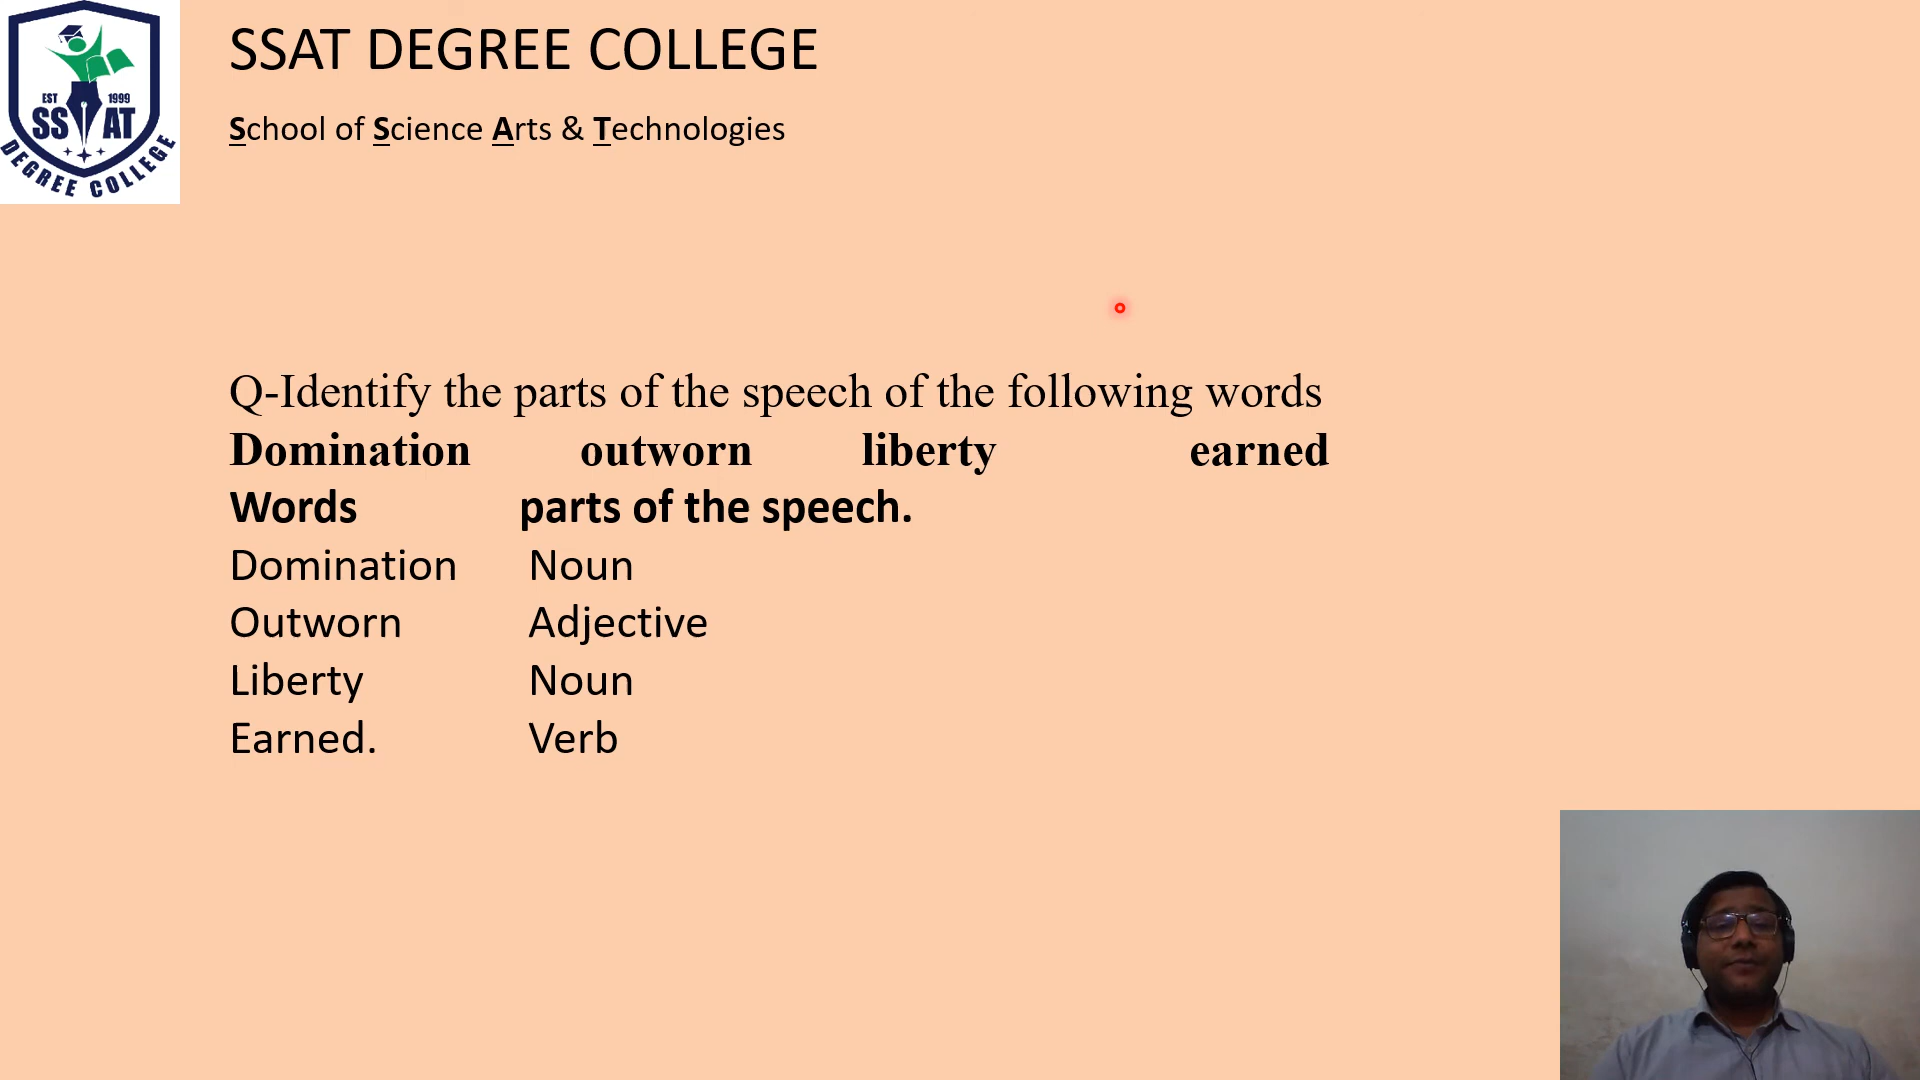 SSAT DEGREE COLLEGE
School of Science Arts & Technologies
EST 1999
SS AT
DEGREE COLLEGE
Q-Identify the parts of the speech of the following words
Domination outworn liberty earned
Words parts of the speech.
Domination Noun
Outworn Adjective
Liberty Noun
Earned. Verb